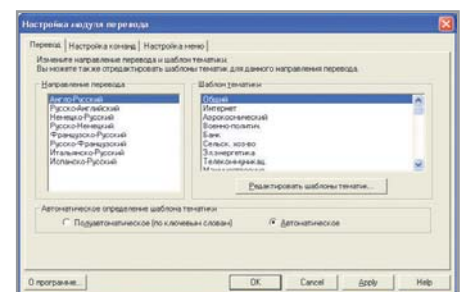 Настройка модуля перевода
Перевод Настройка команд Настройка меню
Измените направление перевода и шаблон тематики.
Вы можете также отредактировать шаблоны тематик для данного направления перевода.
Направление перевода
Англо-Русский
Русско-Английский
Немецко-Русский
Русско-Немецкий
Французско-Русский
Русско-Французский
Итальянско-Русский
Испанско-Русский
Шаблон тематики
Общий
Интернет
Аэрокосмический
Военно-политич.
Банк
Сельск. хоз-во
Эл.энергетика
Телекоммуникац.
Редактировать шаблоны тематик...
Автоматическое определение шаблона тематики
Полуавтоматическое (по ключевым словам) Автоматическое
О программе... OK Cancel Apply Help